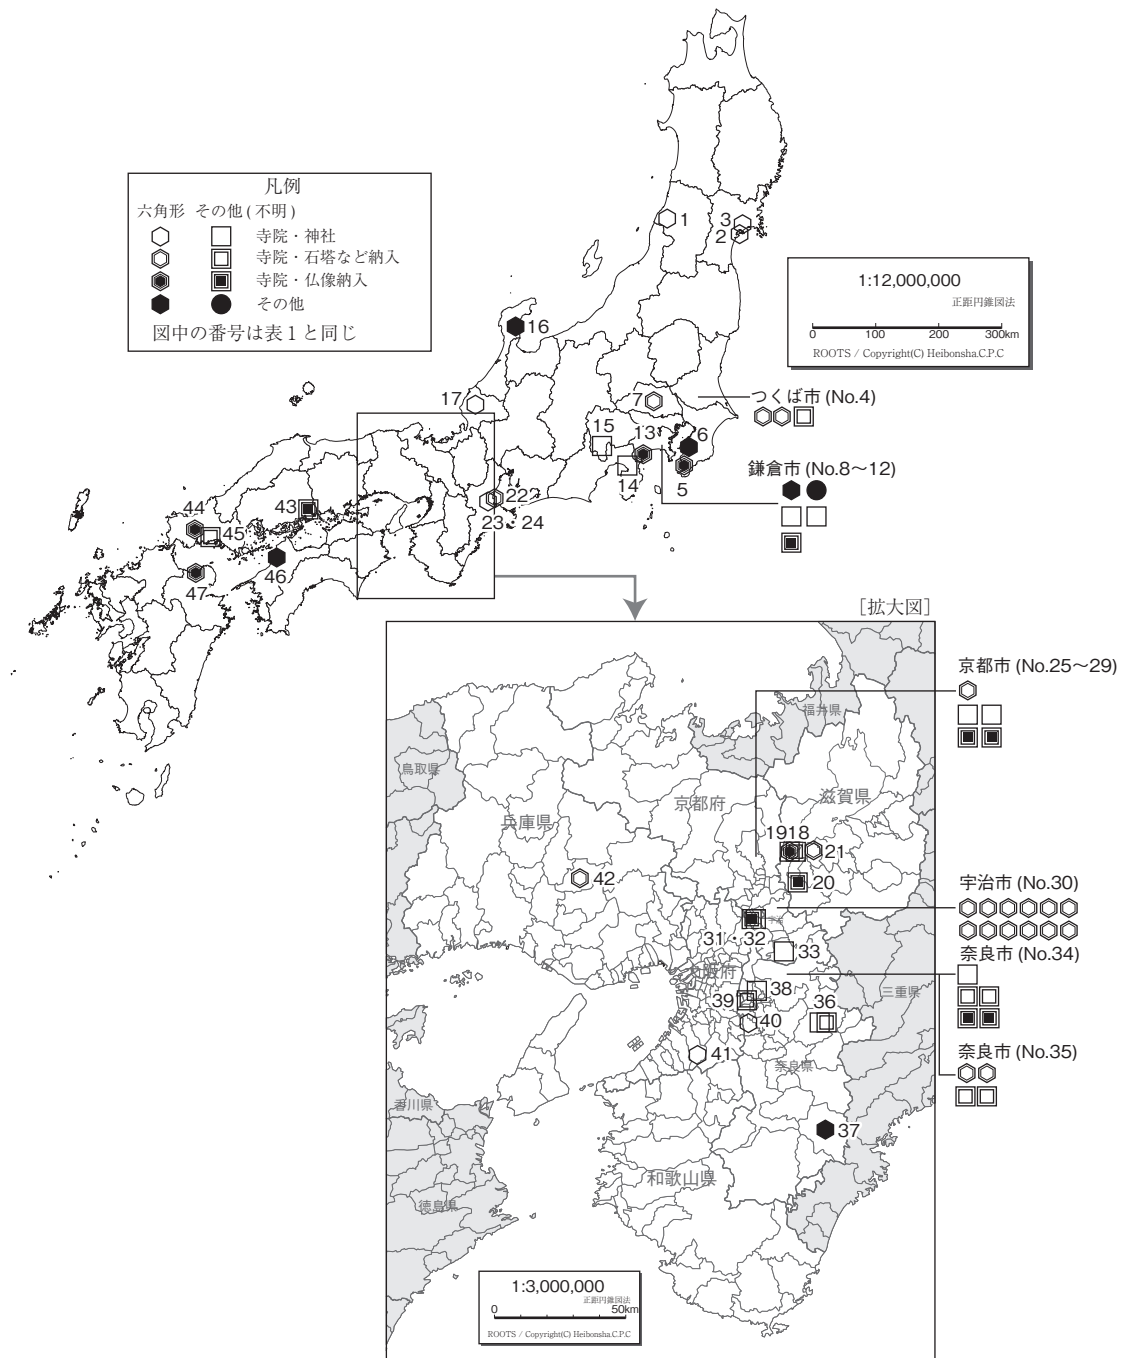 凡例
六角形 その他(不明)
寺院・神社
寺院・石塔など納入
寺院・仏像納入
その他
図中の番号は表1と同じ
1
3
2
1:12,000,000
正距円錐図法
0 100 200 300km
ROOTS / Copyright(C) Heibonsha.C.P.C
16
17
7
つくば市 (No.4)
15
13
6
14
5
鎌倉市 (No.8〜12)
22
23・24
43
44
45
46
47
[拡大図]
京都市 (No.25〜29)
福井県
鳥取県
京都府
滋賀県
兵庫県
1918
21
42
20
宇治市 (No.30)
31・32
33
奈良市 (No.34)
大阪府
三重県
38
39
36
40
41
奈良県
奈良市 (No.35)
香川県
37
和歌山県
徳島県
1:3,000,000
正距円錐図法
0 50km
ROOTS / Copyright(C) Heibonsha.C.P.C